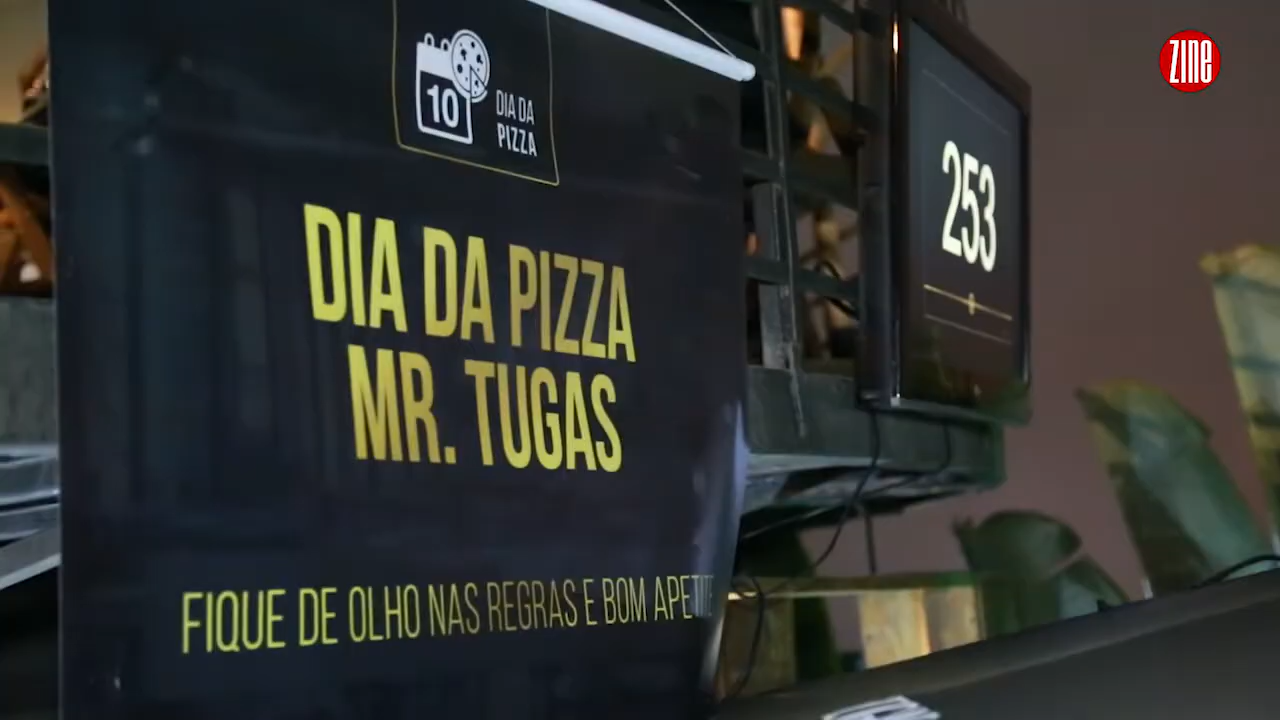 ZINE
10
DIA DA
PIZZA
253
DIA DA PIZZA
MR. TUGAS
FIQUE DE OLHO NAS REGRAS E BOM APETITE